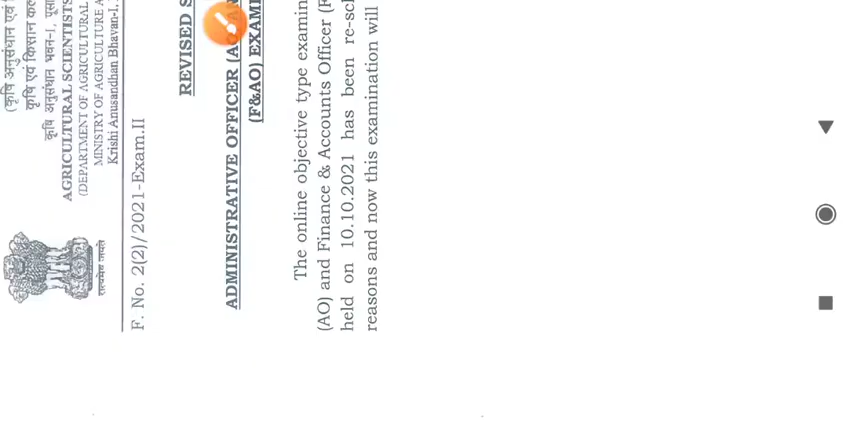 (कृषि अनुसंधान एवं
कृषि एवं किसान
कृषि अनुसंधान भवन-I, पूसा
AGRICULTURAL SCIENTISTS
(DEPARTMENT OF AGRICULTURAL
MINISTRY OF AGRICULTURE
Krishi Anusandhan Bhavan-I,
सत्यमेव जयते
F. No. 2(2)/2021-Exam.II
REVISED S
ADMINISTRATIVE OFFICER
(F&AO) EXAMI
The online objective type examin
(AO) and Finance & Accounts Officer (F
held on 10.10.2021 has been re-sch
reasons and now this examination will